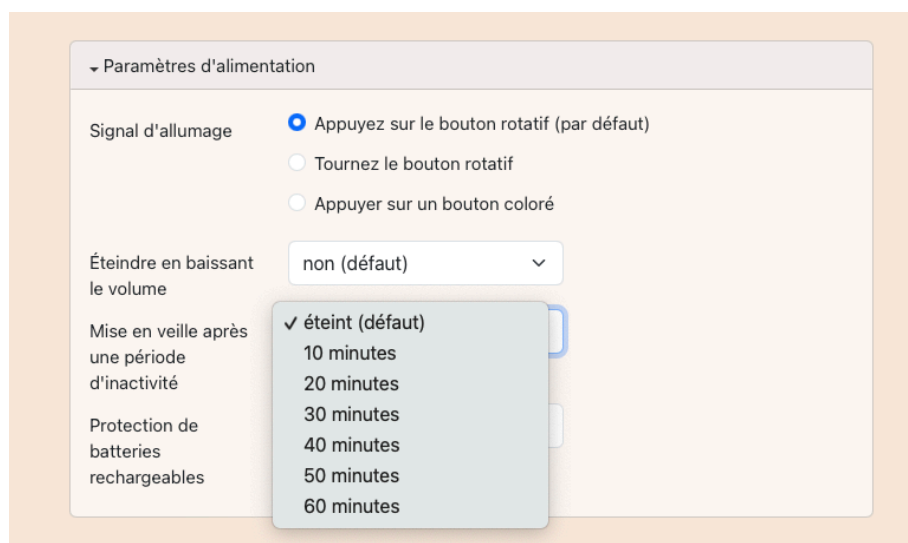 Paramètres d'alimentation
Signal d'allumage
Appuyez sur le bouton rotatif (par défaut)
Tournez le bouton rotatif
Appuyer sur un bouton coloré
Éteindre en baissant
le volume
non (défaut)
Mise en veille après
une période
d'inactivité
✓ éteint (défaut)
10 minutes
20 minutes
30 minutes
40 minutes
50 minutes
60 minutes
Protection de
batteries
rechargeables